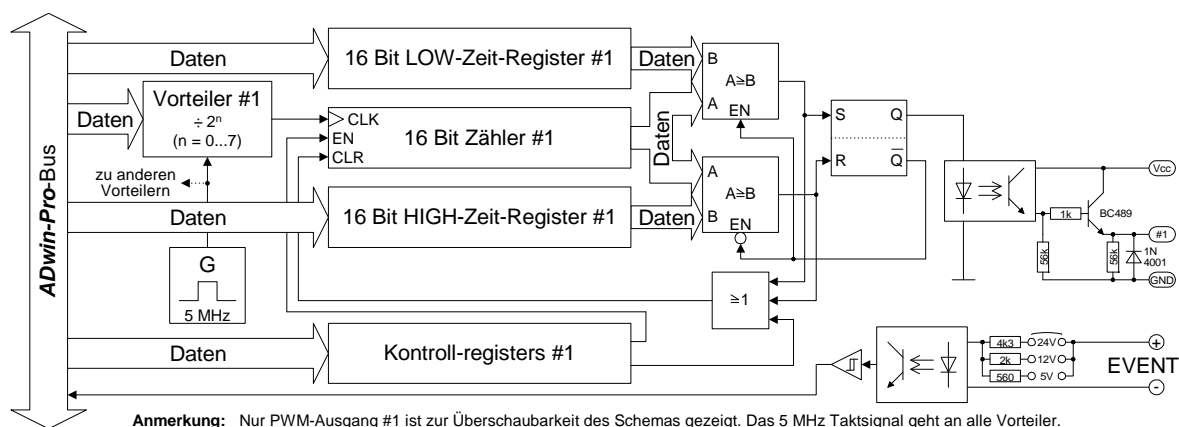 ADwin-Pro-Bus
Daten
16 Bit LOW-Zeit-Register #1
Daten
B
A≥B
A
EN
Daten
Vorteiler #1
÷ 2ⁿ
(n = 0...7)
CLK
EN
CLR
16 Bit Zähler #1
Daten
S
Q
R
Q̅
zu anderen
Vorteilern
A
A≥B
B
EN
Daten
16 Bit HIGH-Zeit-Register #1
Daten
Vcc
1k
BC489
#1
56k
56k
1N
4001
GND
G
5 MHz
≥1
Daten
Kontroll-registers #1
4k3
24V
2k
12V
560
5V
+
EVENT
-
Anmerkung: Nur PWM-Ausgang #1 ist zur Überschaubarkeit des Schemas gezeigt. Das 5 MHz Taktsignal geht an alle Vorteiler.